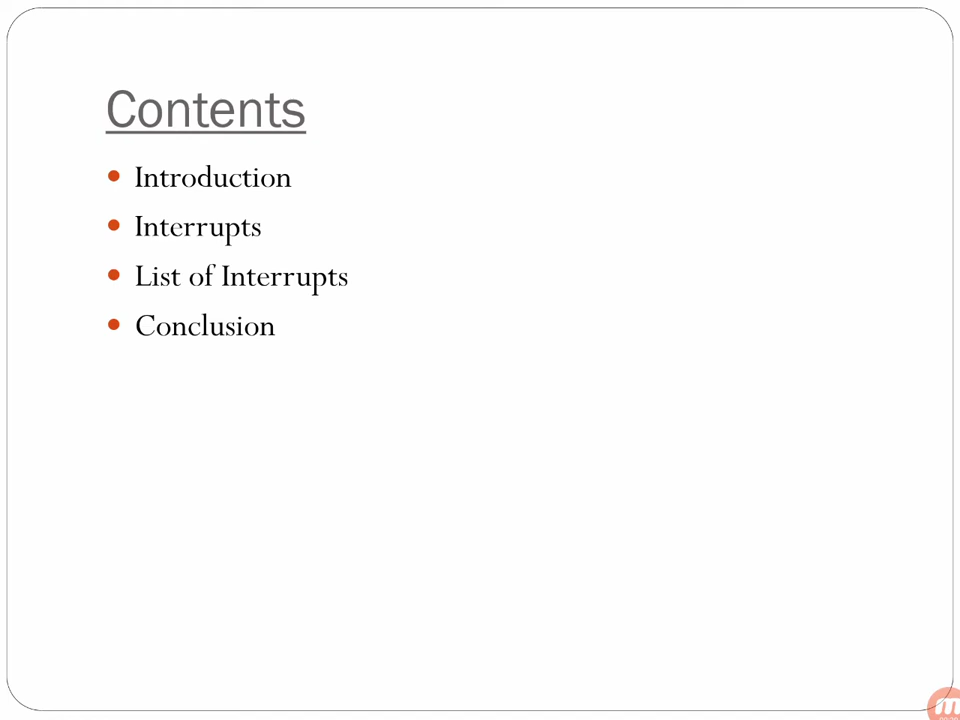 Contents
Introduction
Interrupts
List of Interrupts
Conclusion